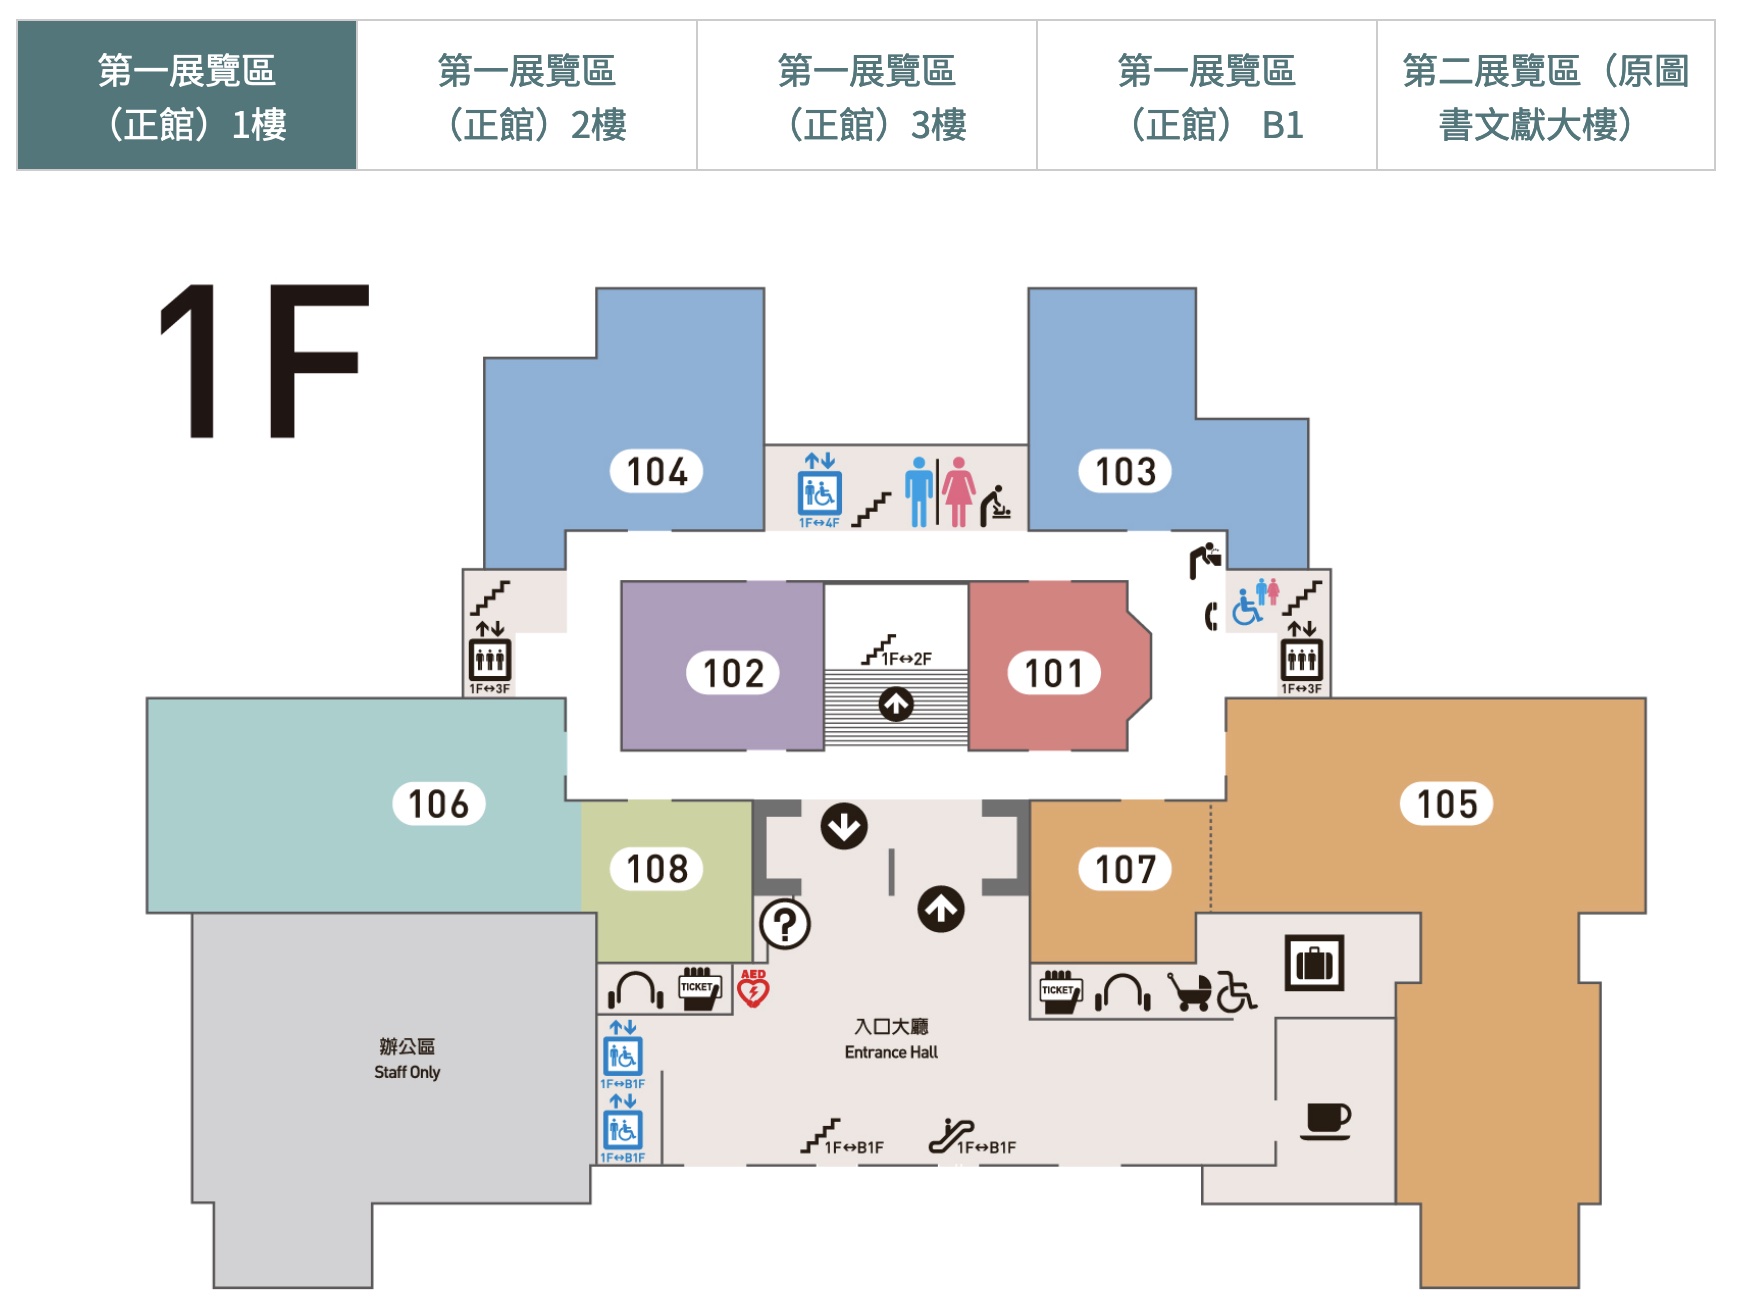 第一展覽區
（正館）1樓
第一展覽區
（正館）2樓
第一展覽區
（正館）3樓
第一展覽區
（正館） B1
第二展覽區（原圖
書文獻大樓）
1F
104
103
1F↔4F
102
1F↔2F
101
1F↔3F
1F↔3F
106
105
108
107
?
TICKET
AED
TICKET
入口大廳
Entrance Hall
辦公區
Staff Only
1F↔B1F
1F↔B1F
1F↔B1F
1F↔B1F